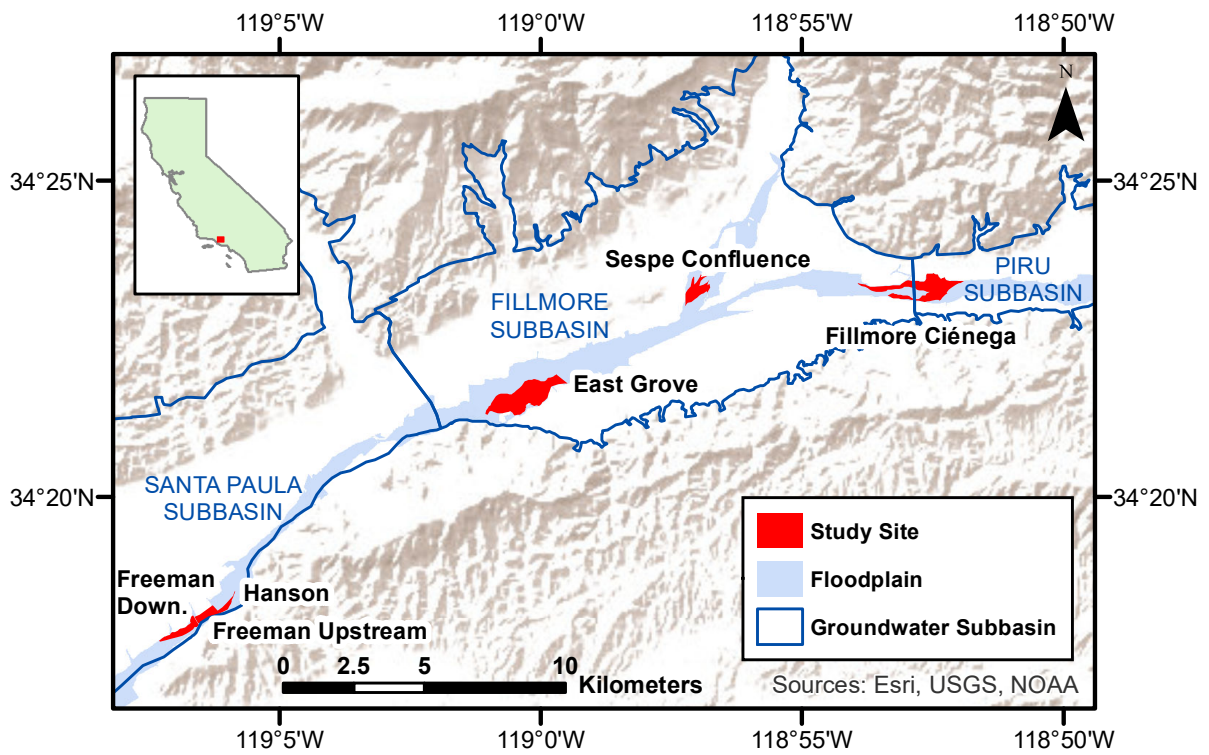 119°5'W 119°0'W 118°55'W 118°50'W
N
34°25'N 34°25'N
Sespe Confluence
PIRU
SUBBASIN
FILLMORE
SUBBASIN
Fillmore Ciénega
East Grove
SANTA PAULA
SUBBASIN
34°20'N 34°20'N
Study Site
Floodplain
Groundwater Subbasin
Freeman
Down.
Hanson
Freeman Upstream
0 2.5 5 10
Kilometers
Sources: Esri, USGS, NOAA
119°5'W 119°0'W 118°55'W 118°50'W